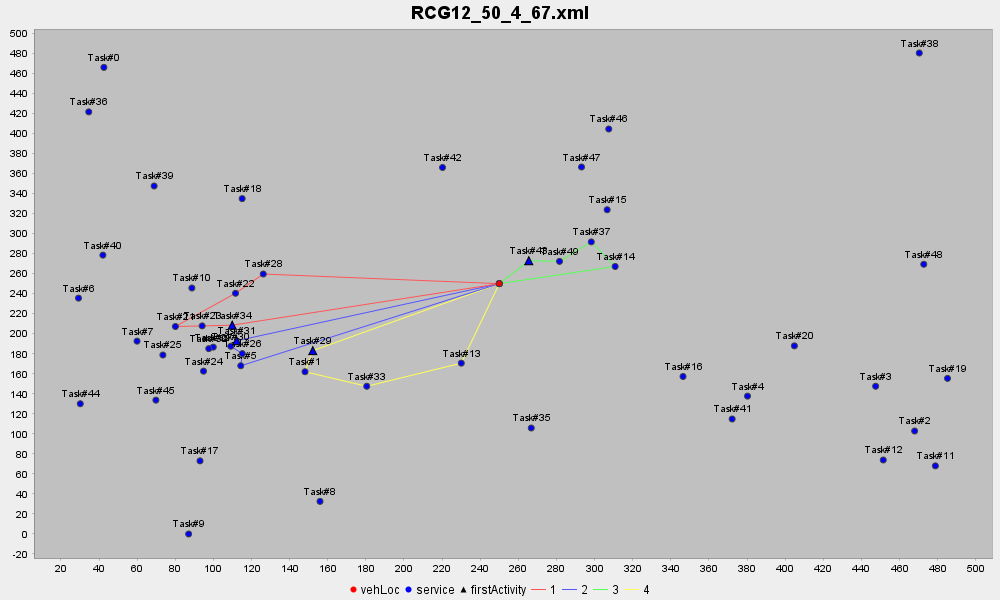 RCG12_50_4_67.xml
500
Task#38
480
Task#0
460
440
Task#36
420
Task#46
400
380
Task#42
Task#47
360
Task#39
340
Task#18
Task#15
320
300
Task#37
280
Task#40
Task#43
Task#49
Task#14
Task#48
260
Task#28
Task#10
240
Task#22
Task#6
220
Task#21
Task#23
Task#34
200
Task#7
Task#31
Task#20
180
Task#25
Task#26
Task#29
Task#24
Task#5
Task#1
Task#13
160
Task#16
Task#19
Task#33
Task#3
140
Task#44
Task#45
Task#4
120
Task#41
100
Task#35
Task#2
80
Task#17
Task#12
Task#11
60
40
Task#8
20
0
Task#9
-20
20 40 60 80 100 120 140 160 180 200 220 240 260 280 300 320 340 360 380 400 420 440 460 480 500
vehLoc service firstActivity 1 2 3 4